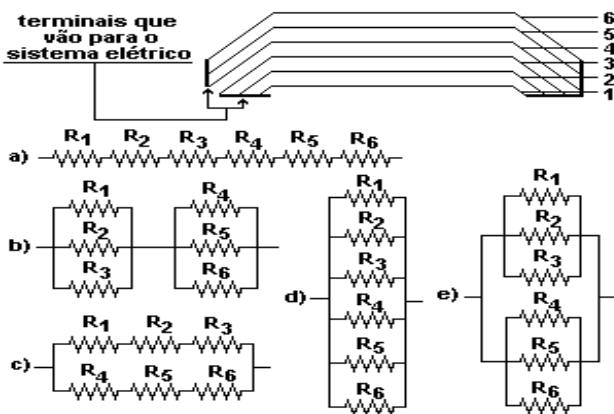 terminais que
vão para o
sistema elétrico
6
5
4
3
2
1
a) R1 R2 R3 R4 R5 R6
b) R1 R2 R3 R4 R5 R6
c) R1 R2 R3 R4 R5 R6
d) R1 R2 R3 R4 R5 R6
e) R1 R2 R3 R4 R5 R6